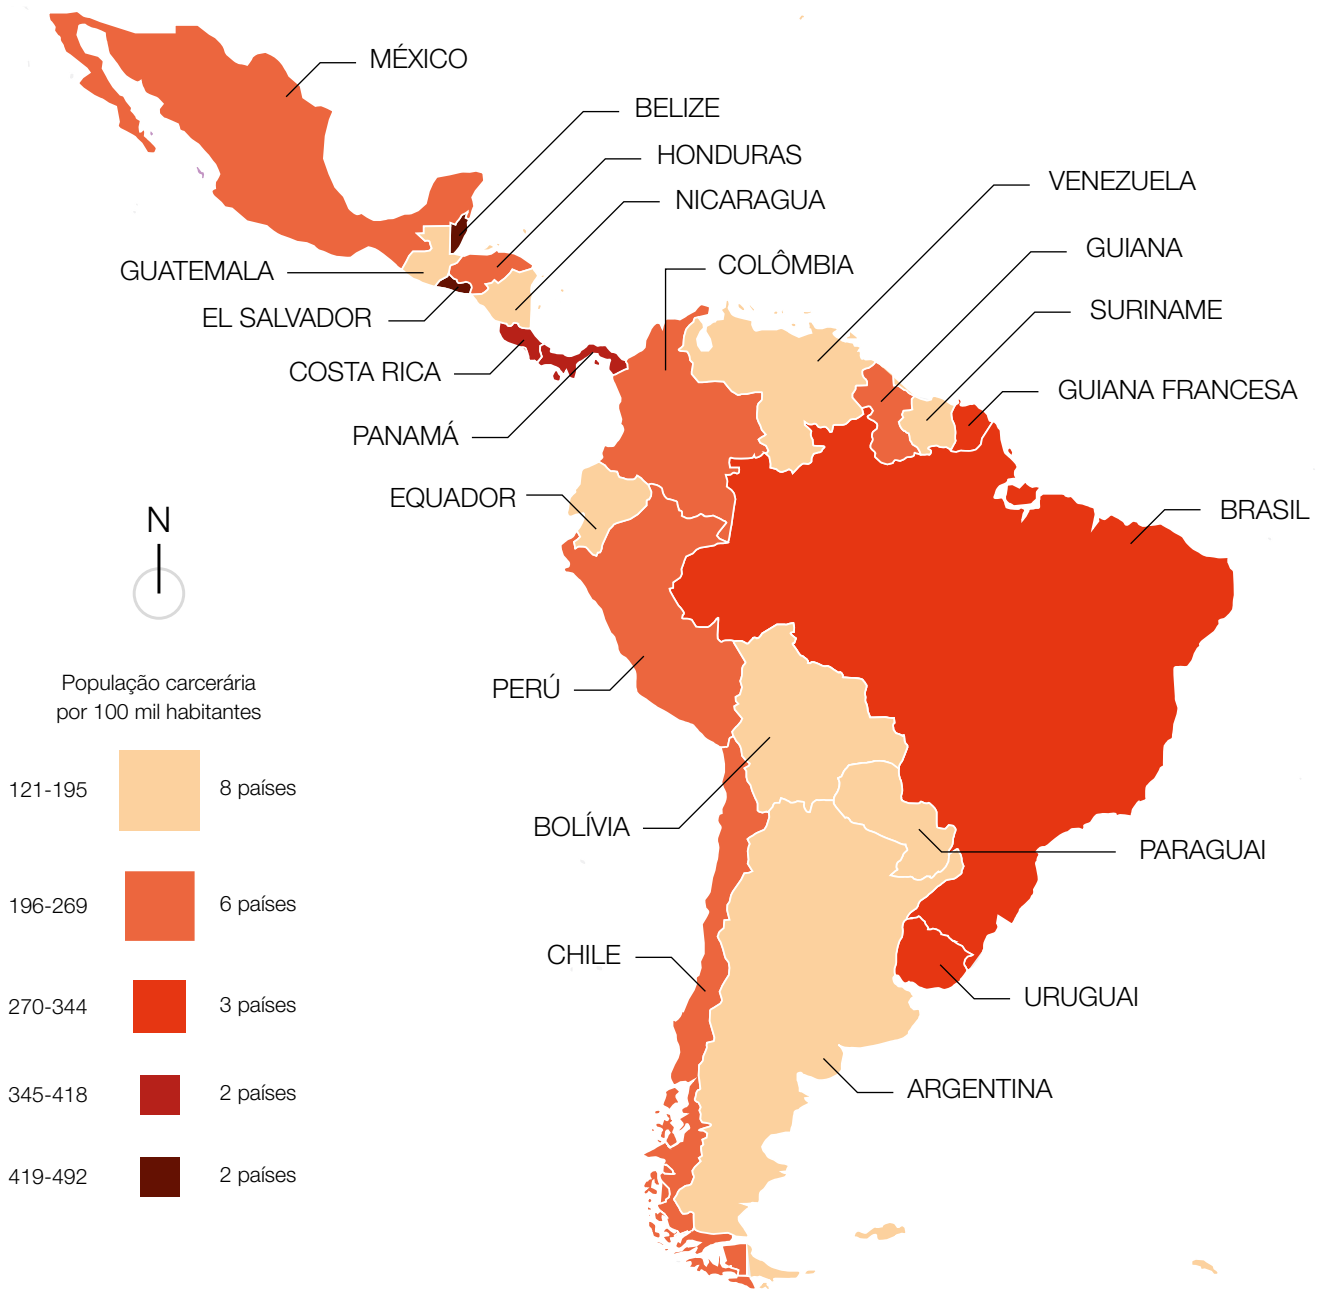 MÉXICO
BELIZE
HONDURAS
VENEZUELA
NICARAGUA
GUIANA
COLÔMBIA
GUATEMALA
SURINAME
EL SALVADOR
COSTA RICA
GUIANA FRANCESA
PANAMÁ
EQUADOR
BRASIL
N
PERÚ
População carcerária
por 100 mil habitantes
121-195 8 países
BOLÍVIA
PARAGUAI
196-269 6 países
CHILE
URUGUAI
270-344 3 países
ARGENTINA
345-418 2 países
419-492 2 países